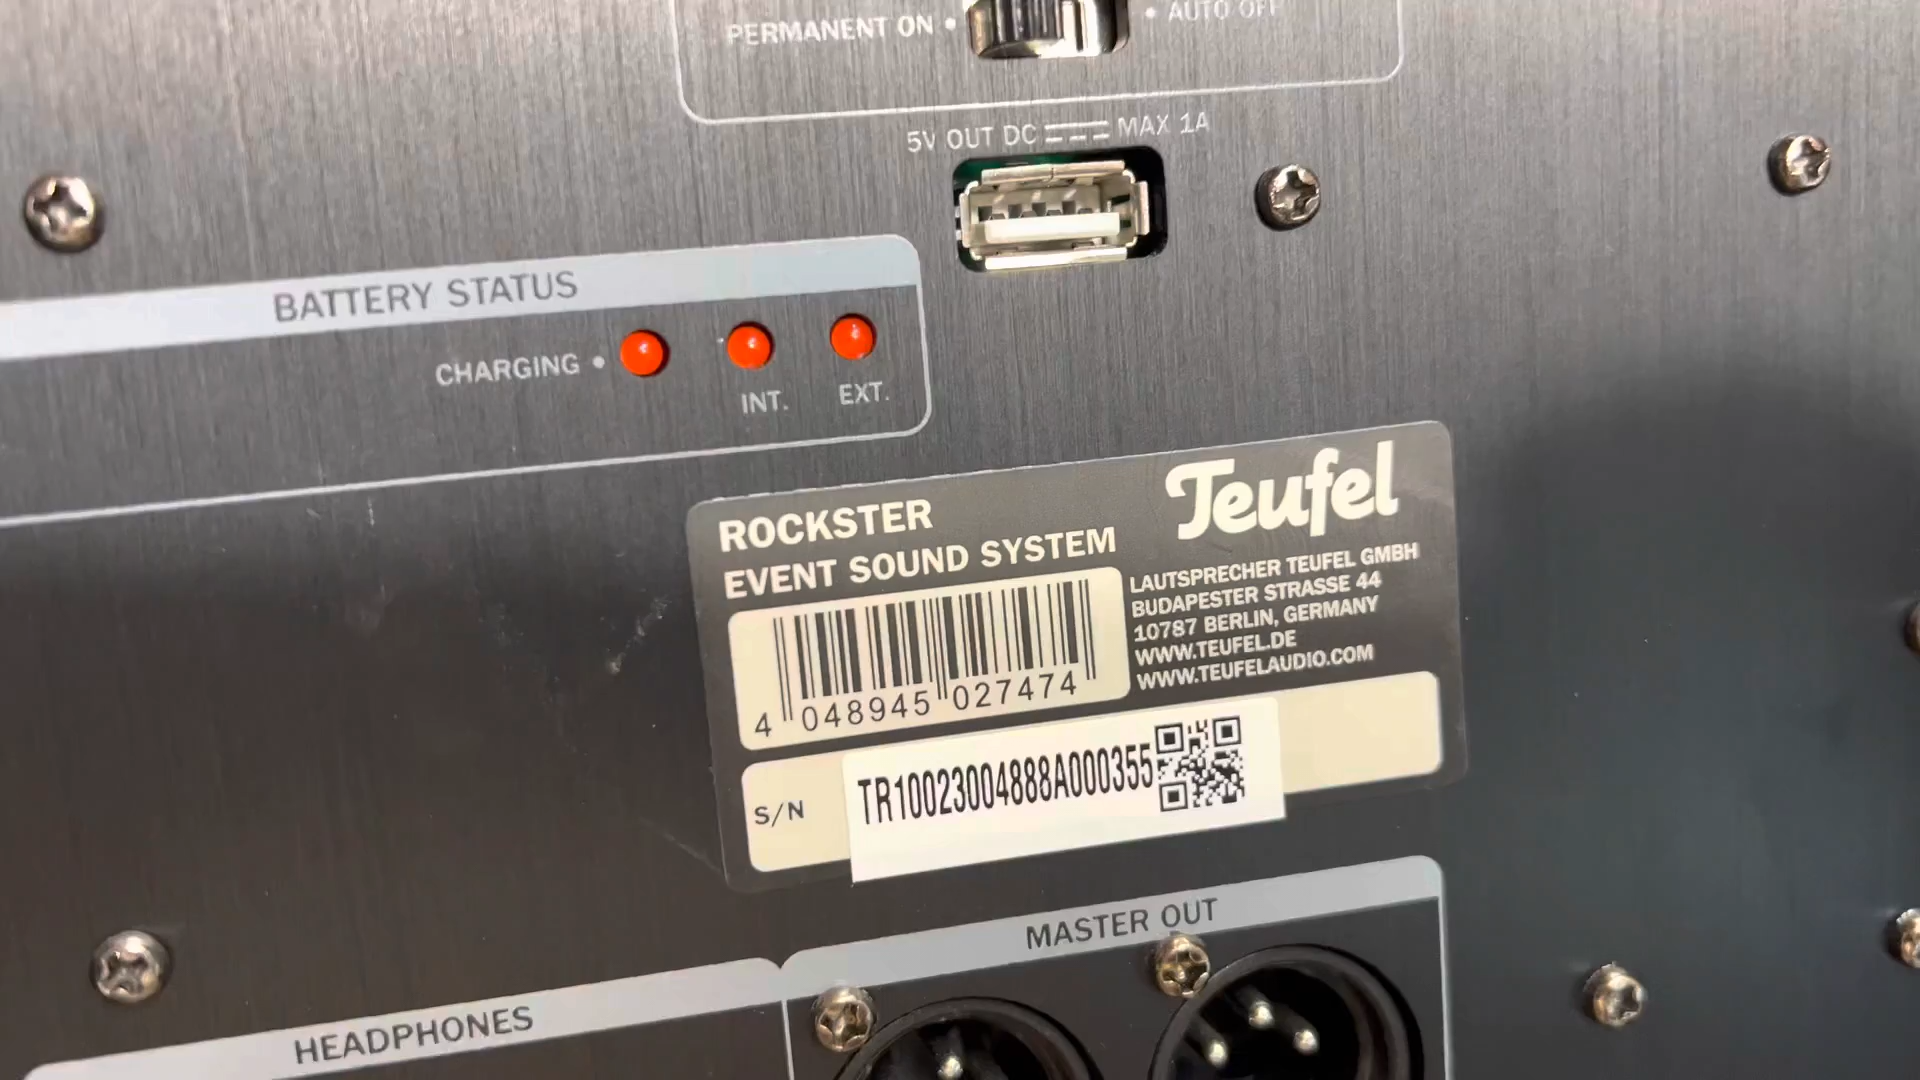 PERMANENT ON • • AUTO OFF
5V OUT DC MAX 1A
BATTERY STATUS
CHARGING •
INT. EXT.
ROCKSTER
EVENT SOUND SYSTEM
Teufel
LAUTSPRECHER TEUFEL GMBH
BUDAPESTER STRASSE 44
10787 BERLIN, GERMANY
WWW.TEUFEL.DE
WWW.TEUFELAUDIO.COM
4 048945 027474
S/N TR10023004888A000355
MASTER OUT
HEADPHONES